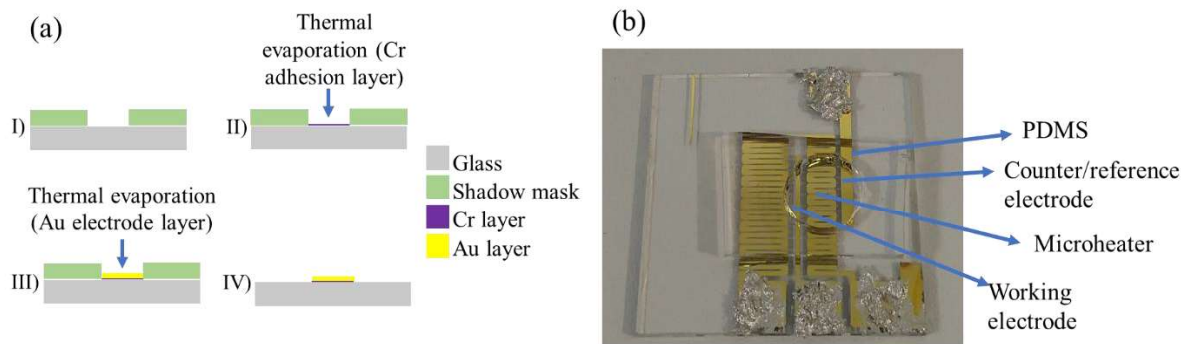 (a)
Thermal
evaporation (Cr
adhesion layer)
I)
II)
Thermal evaporation
(Au electrode layer)
III)
IV)
Glass
Shadow mask
Cr layer
Au layer
(b)
PDMS
Counter/reference
electrode
Microheater
Working
electrode